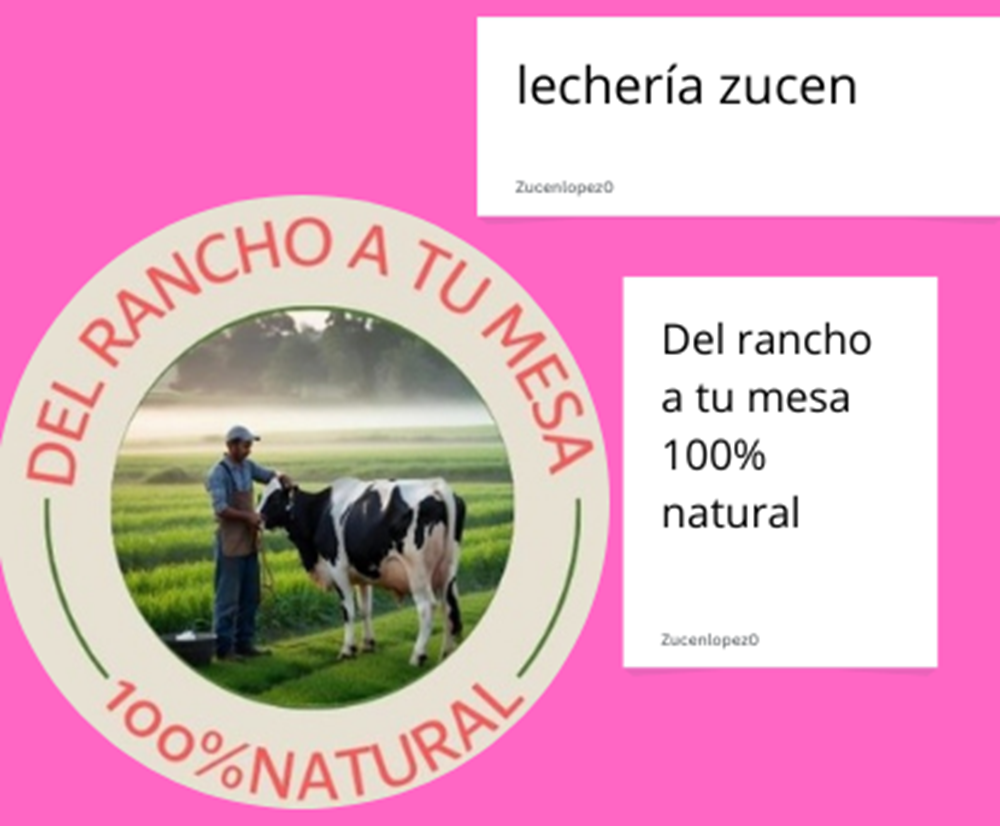 lechería zucen
Zucenlopez0
DEL RANCHO A TU MESA
100%NATURAL
Del rancho
a tu mesa
100%
natural
Zucenlopez0